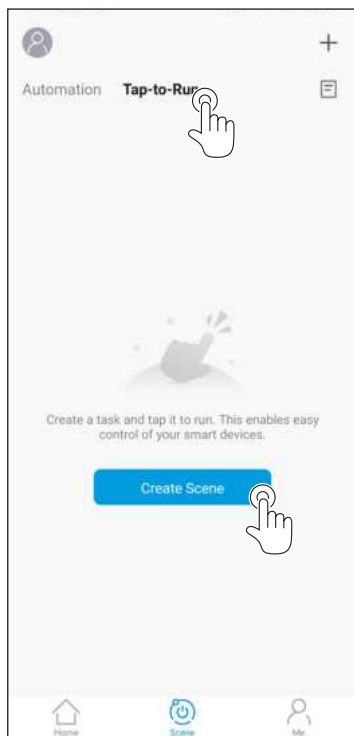 Automation Tap-to-Run
Create a task and tap it to run. This enables easy
control of your smart devices.
Create Scene
Home Scene Me